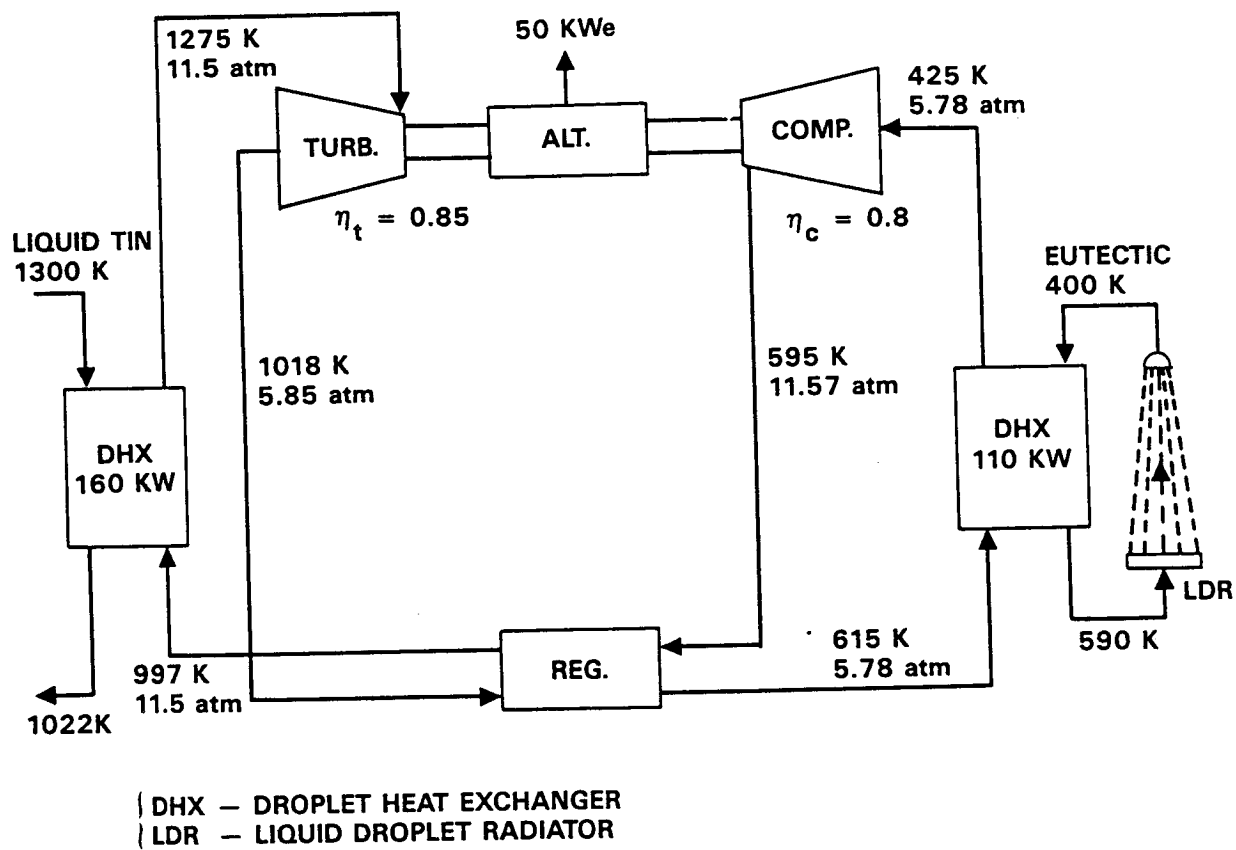 1275 K
11.5 atm
50 KWe
425 K
5.78 atm
TURB.
ALT.
COMP.
ηt = 0.85
ηc = 0.8
LIQUID TIN
1300 K
EUTECTIC
400 K
1018 K
5.85 atm
595 K
11.57 atm
DHX
160 KW
DHX
110 KW
LDR
997 K
11.5 atm
REG.
615 K
5.78 atm
590 K
1022K
DHX — DROPLET HEAT EXCHANGER
LDR — LIQUID DROPLET RADIATOR